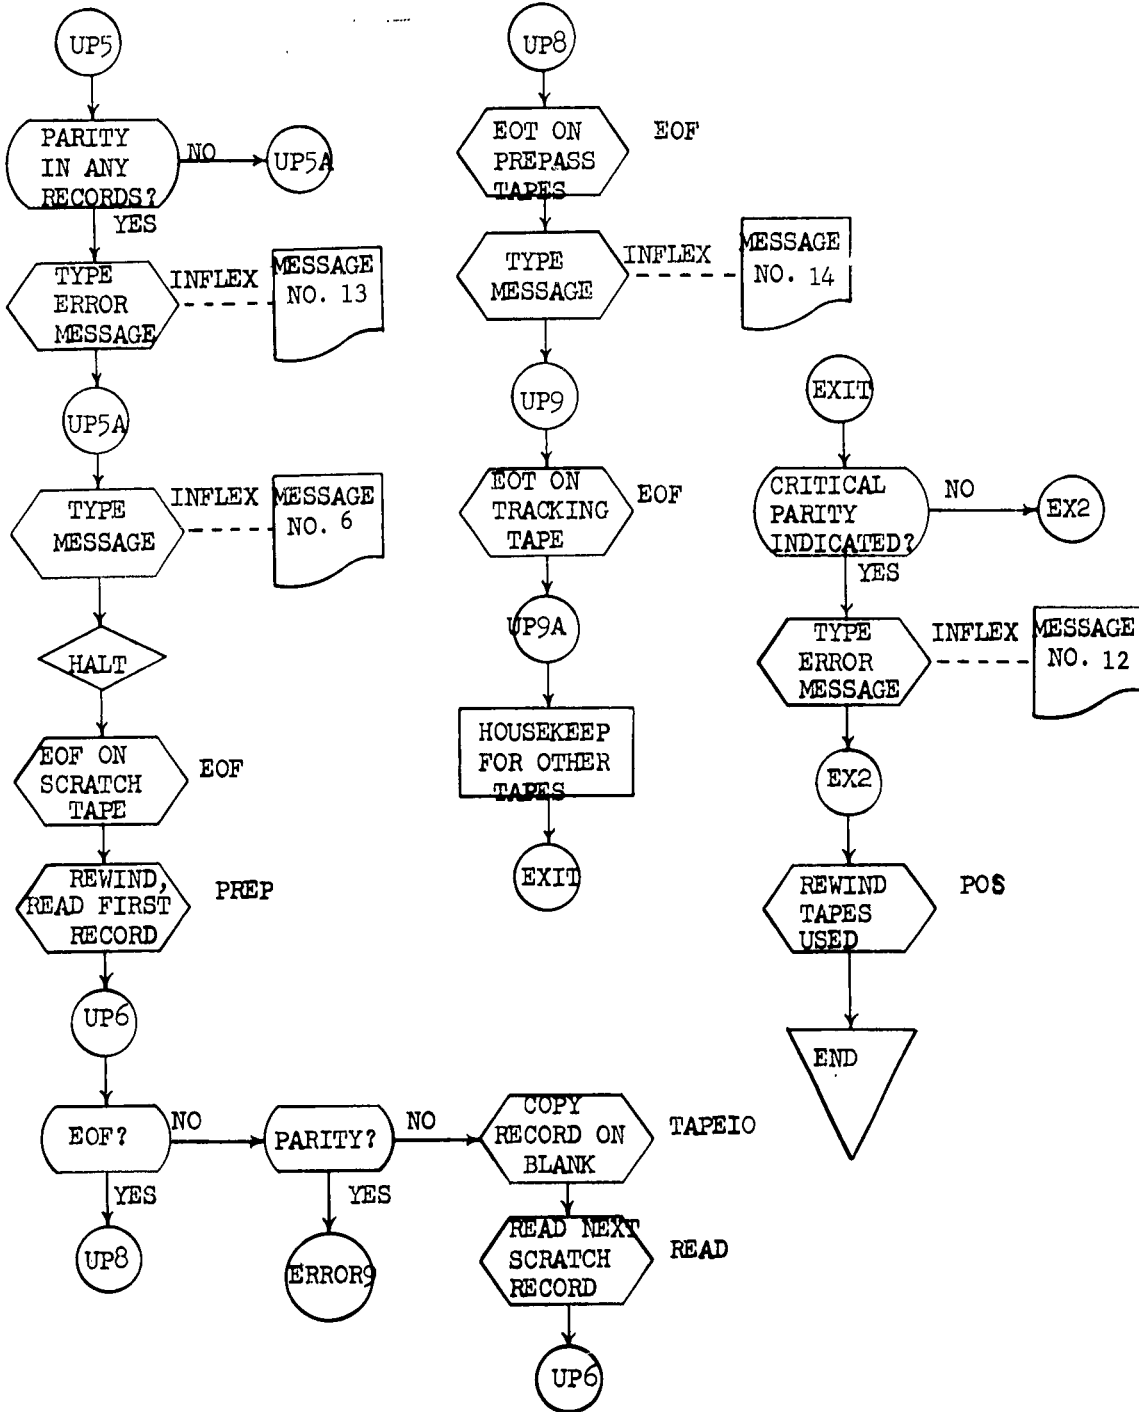 UP5
PARITY
IN ANY
RECORDS?
NO
UP5A
YES
TYPE
ERROR
MESSAGE
INFLEX
MESSAGE
NO. 13
UP5A
TYPE
MESSAGE
INFLEX
MESSAGE
NO. 6
HALT
EOF ON
SCRATCH
TAPE
EOF
REWIND,
READ FIRST
RECORD
PREP
UP6
EOF?
NO
YES
UP8
PARITY?
NO
YES
ERROR9
COPY
RECORD ON
BLANK
TAPEIO
READ NEXT
SCRATCH
RECORD
READ
UP6
UP8
EOT ON
PREPASS
TAPES
EOF
TYPE
MESSAGE
INFLEX
MESSAGE
NO. 14
UP9
EOT ON
TRACKING
TAPE
EOF
UP9A
HOUSEKEEP
FOR OTHER
TAPES
EXIT
EXIT
CRITICAL
PARITY
INDICATED?
NO
EX2
YES
TYPE
ERROR
MESSAGE
INFLEX
MESSAGE
NO. 12
EX2
REWIND
TAPES
USED
POS
END